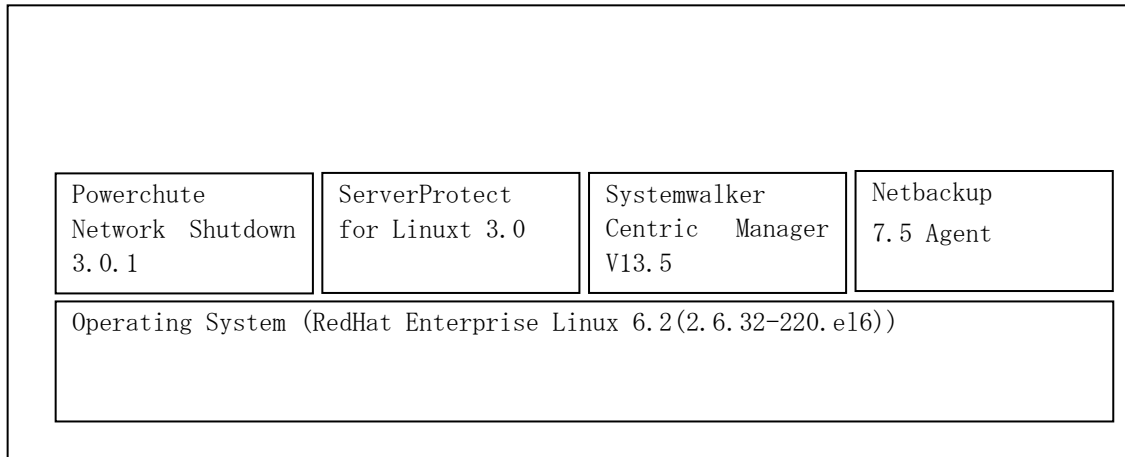 Powerchute
Network Shutdown
3.0.1
ServerProtect
for Linuxt 3.0
Systemwalker
Centric Manager
V13.5
Netbackup
7.5 Agent
Operating System (RedHat Enterprise Linux 6.2(2.6.32-220.el6))